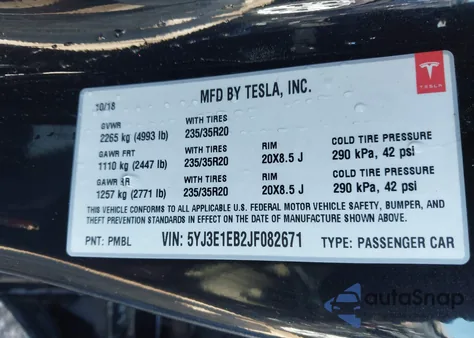 MFD BY TESLA, INC.
TESLA
10/18
GVWR
2265 kg (4993 lb)
WITH TIRES
235/35R20
GAWR FRT
1110 kg (2447 lb)
WITH TIRES
235/35R20
RIM
20X8.5 J
COLD TIRE PRESSURE
290 kPa, 42 psi
GAWR RR
1257 kg (2771 lb)
WITH TIRES
235/35R20
RIM
20X8.5 J
COLD TIRE PRESSURE
290 kPa, 42 psi
THIS VEHICLE CONFORMS TO ALL APPLICABLE U.S. FEDERAL MOTOR VEHICLE SAFETY, BUMPER, AND
THEFT PREVENTION STANDARDS IN EFFECT ON THE DATE OF MANUFACTURE SHOWN ABOVE.
PNT: PMBL VIN: 5YJ3E1EB2JF082671 TYPE: PASSENGER CAR
autoSnap